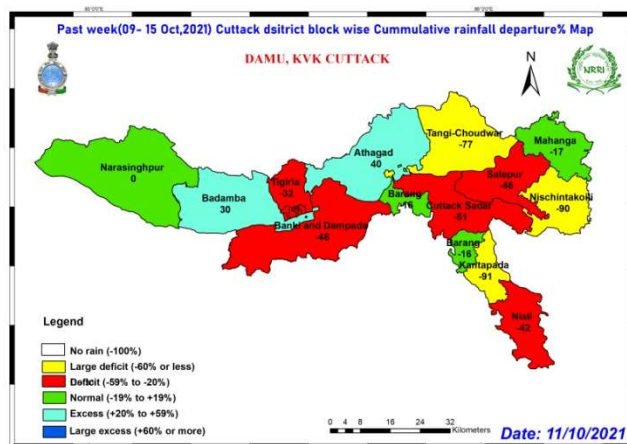 Past week(09- 15 Oct,2021) Cuttack dsitrict block wise Cummulative rainfall departure% Map
DAMU, KVK CUTTACK
N
NRRI
Tangi-Choudwar
-77
Mahanga
-17
Athagad
40
Narasinghpur
0
Tigiria
-32
Salepur
-46
Badamba
30
Barang
-16
Nischintakoili
-90
Cuttack Sadar
-51
Banki and Dampada
-48
Barang
-16
Kantapada
-91
Niali
-42
Legend
No rain (-100%)
Large deficit (-60% or less)
Deficit (-59% to -20%)
Normal (-19% to +19%)
Excess (+20% to +59%)
Large excess (+60% or more)
0 4 8 16 24 32
Kilometers
Date: 11/10/2021